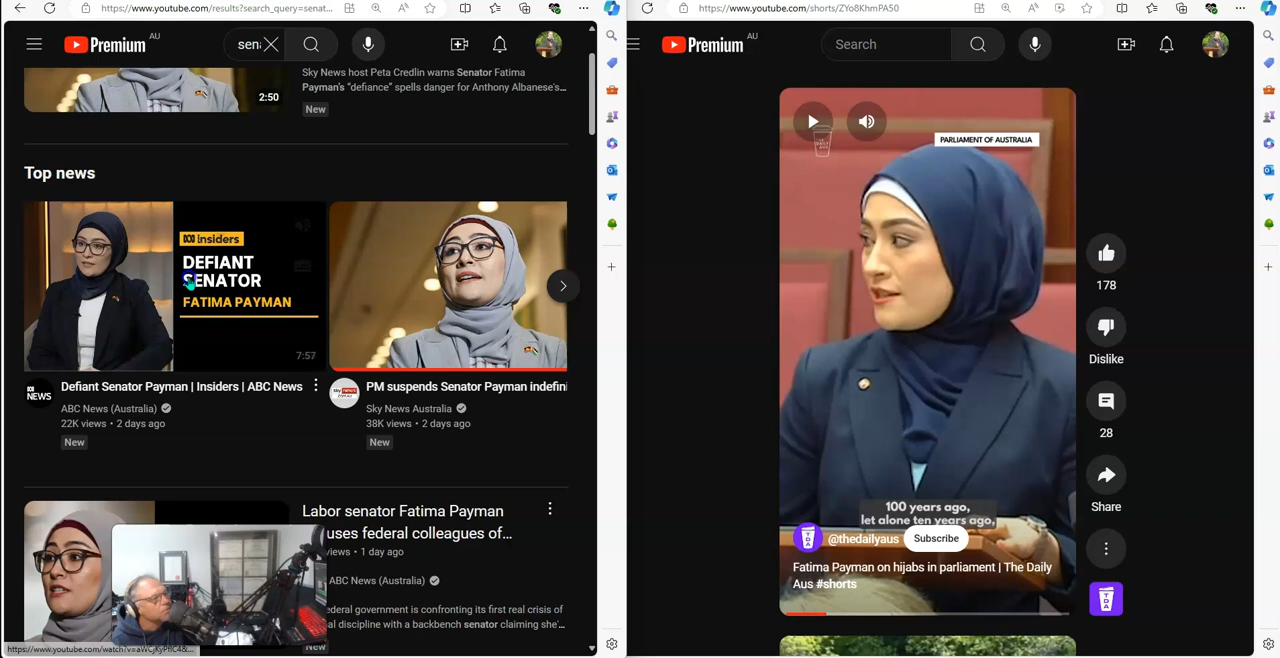 https://www.youtube.com/results?search_query=senat...
Premium AU
sena
Sky News host Peta Credlin warns Senator Fatima
Payman's "defiance" spells danger for Anthony Albanese's...
2:50
New
Top news
Insiders
DEFIANT
SENATOR
FATIMA PAYMAN
7:57
NEWS
Defiant Senator Payman | Insiders | ABC News
ABC News (Australia)
22K views • 2 days ago
New
PM suspends Senator Payman indefini
Sky News Australia
38K views • 2 days ago
New
Labor senator Fatima Payman
uses federal colleagues of...
views • 1 day ago
ABC News (Australia)
ederal government is confronting its first real crisis of
al discipline with a backbench senator claiming she'...
New
https://www.youtube.com/shorts/ZYo8KhmPA50
Premium AU
Search
PARLIAMENT OF AUSTRALIA
100 years ago,
let alone ten years ago,
TDA
@thedailyaus
Subscribe
Fatima Payman on hijabs in parliament | The Daily
Aus #shorts
178
Dislike
28
Share